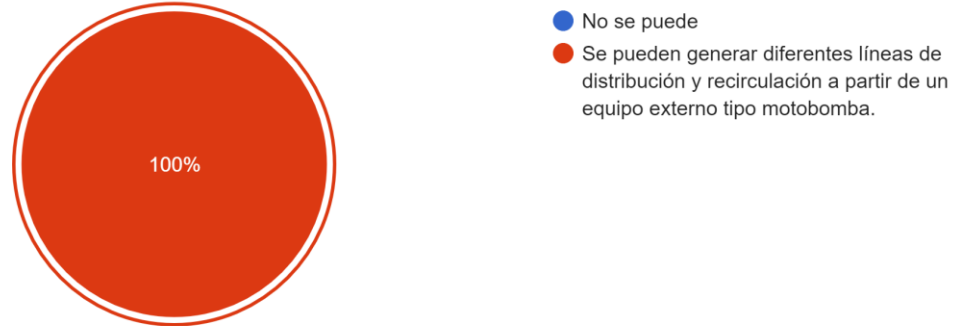 No se puede
Se pueden generar diferentes líneas de
distribución y recirculación a partir de un
equipo externo tipo motobomba.
100%